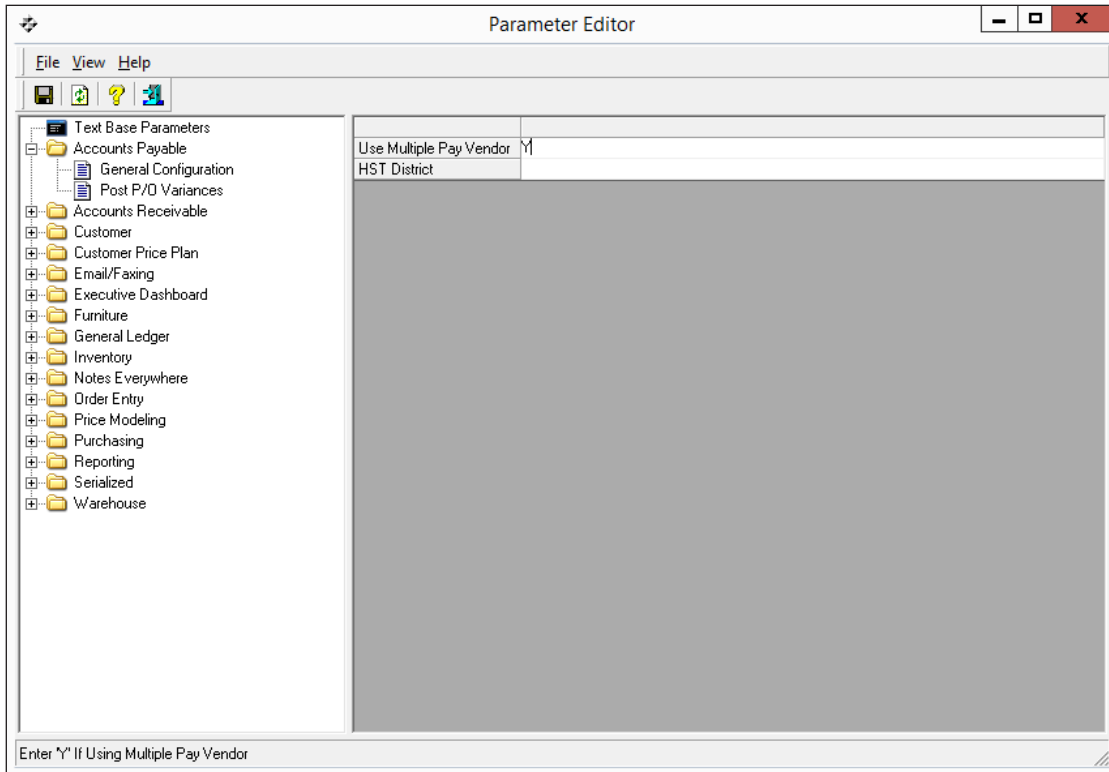 Parameter Editor
File View Help
Text Base Parameters
Accounts Payable
General Configuration
Post P/O Variances
Accounts Receivable
Customer
Customer Price Plan
Email/Faxing
Executive Dashboard
Furniture
General Ledger
Inventory
Notes Everywhere
Order Entry
Price Modeling
Purchasing
Reporting
Serialized
Warehouse
Use Multiple Pay Vendor Y
HST District
Enter 'Y' If Using Multiple Pay Vendor